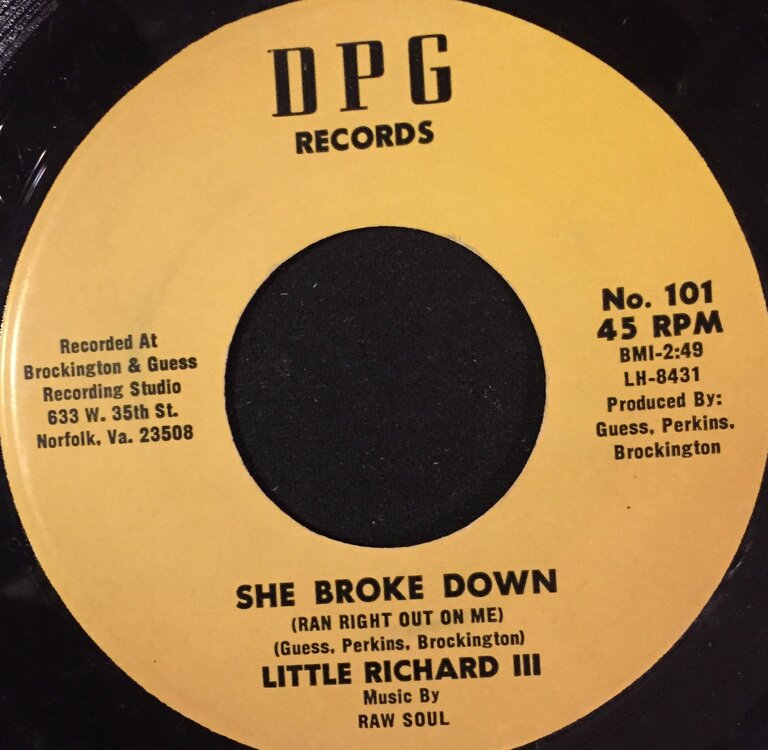 DPG
RECORDS
Recorded At
Brockington & Guess
Recording Studio
633 W. 35th St.
Norfolk, Va. 23508
No. 101
45 RPM
BMI-2:49
LH-8431
Produced By:
Guess, Perkins,
Brockington
SHE BROKE DOWN
(RAN RIGHT OUT ON ME)
(Guess, Perkins, Brockington)
LITTLE RICHARD III
Music By
RAW SOUL